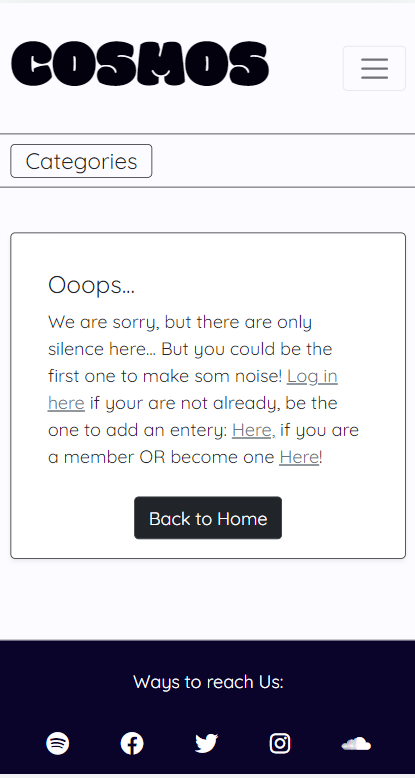 COSMOS
Categories
Ooops...
We are sorry, but there are only
silence here... But you could be the
first one to make som noise! Log in
here if your are not already, be the
one to add an entery: Here, if you are
a member OR become one Here!
Back to Home
Ways to reach Us: